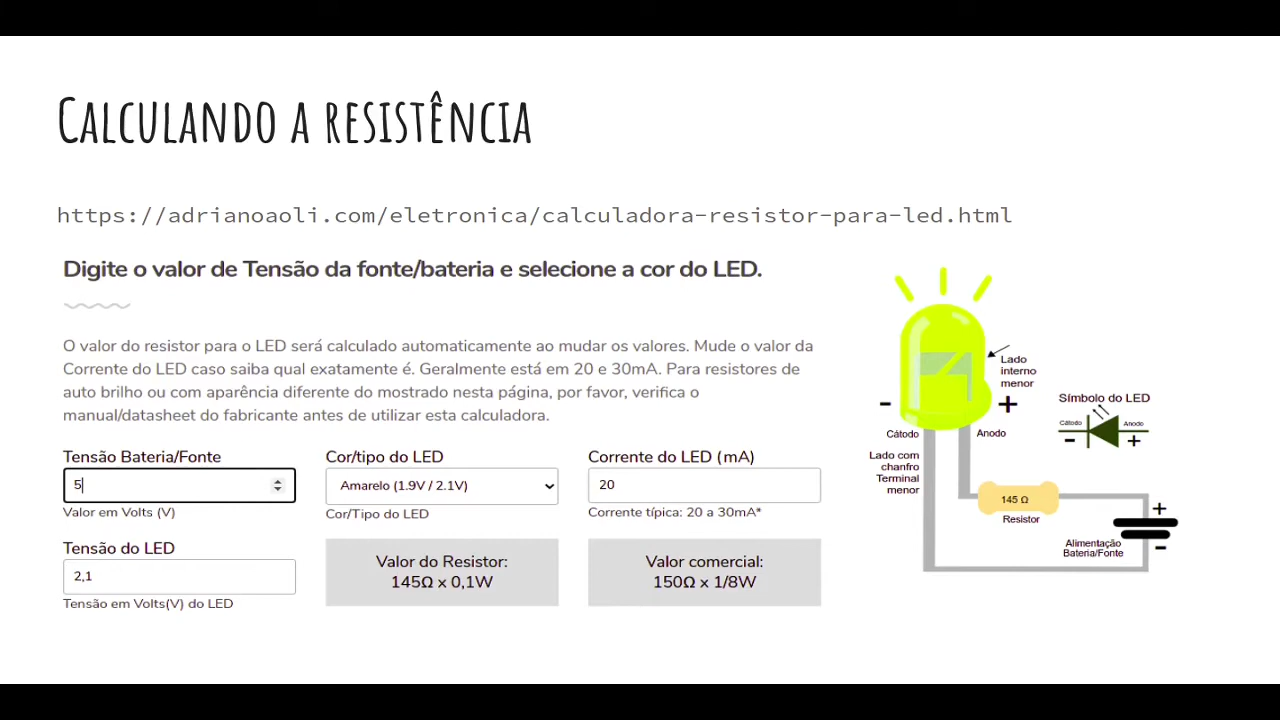 Calculando a resistência
https://adrianoaoli.com/eletronica/calculadora-resistor-para-led.html
Digite o valor de Tensão da fonte/bateria e selecione a cor do LED.
O valor do resistor para o LED será calculado automaticamente ao mudar os valores. Mude o valor da
Corrente do LED caso saiba qual exatamente é. Geralmente está em 20 e 30mA. Para resistores de
auto brilho ou com aparência diferente do mostrado nesta página, por favor, verifica o
manual/datasheet do fabricante antes de utilizar esta calculadora.
Tensão Bateria/Fonte
5
Valor em Volts (V)
Cor/tipo do LED
Amarelo (1.9V / 2.1V)
Cor/Tipo do LED
Corrente do LED (mA)
20
Corrente típica: 20 a 30mA*
Tensão do LED
2,1
Tensão em Volts(V) do LED
Valor do Resistor:
145Ω x 0,1W
Valor comercial:
150Ω x 1/8W
Lado
interno
menor
-
+
Cátodo
Anodo
Lado com
chanfro
Terminal
menor
Símbolo do LED
Cátodo
Anodo
-
+
145 Ω
Resistor
+
Alimentação
Bateria/Fonte
-